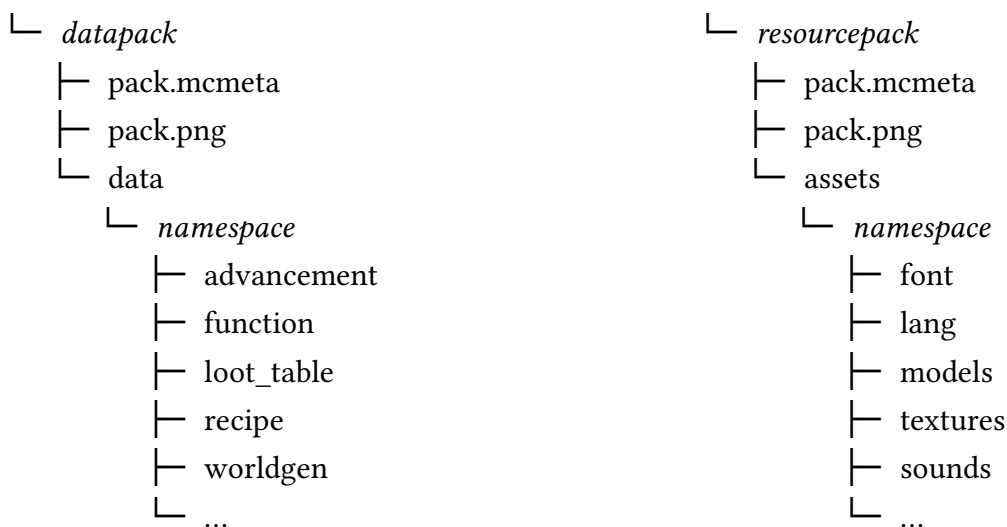 datapack
pack.mcmeta
pack.png
data
namespace
advancement
function
loot_table
recipe
worldgen
...
resourcepack
pack.mcmeta
pack.png
assets
namespace
font
lang
models
textures
sounds
...